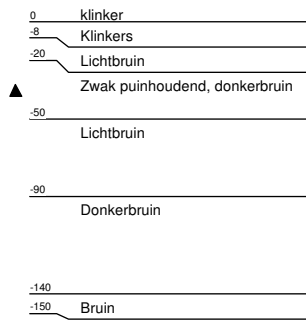 0 klinker
-8 Klinkers
-20 Lichtbruin
Zwak puinhoudend, donkerbruin
-50
Lichtbruin
-90
Donkerbruin
-140
-150 Bruin